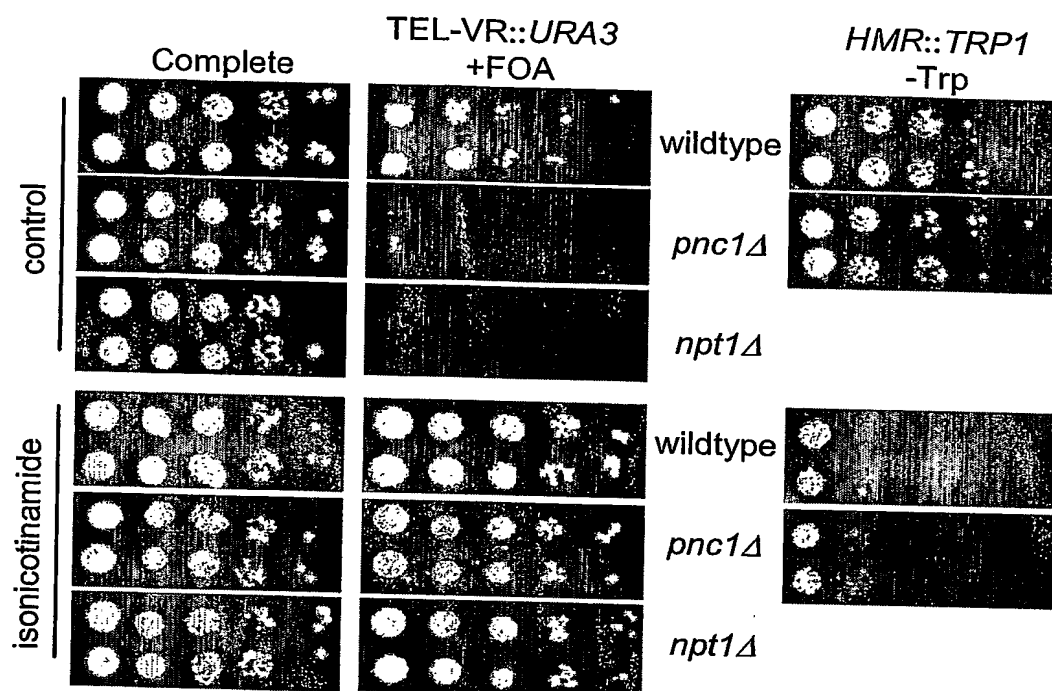 Complete
TEL-VR::URA3
+FOA
HMR::TRP1
-Trp
control
wildtype
pnc1Δ
npt1Δ
isonicotinamide
wildtype
pnc1Δ
npt1Δ